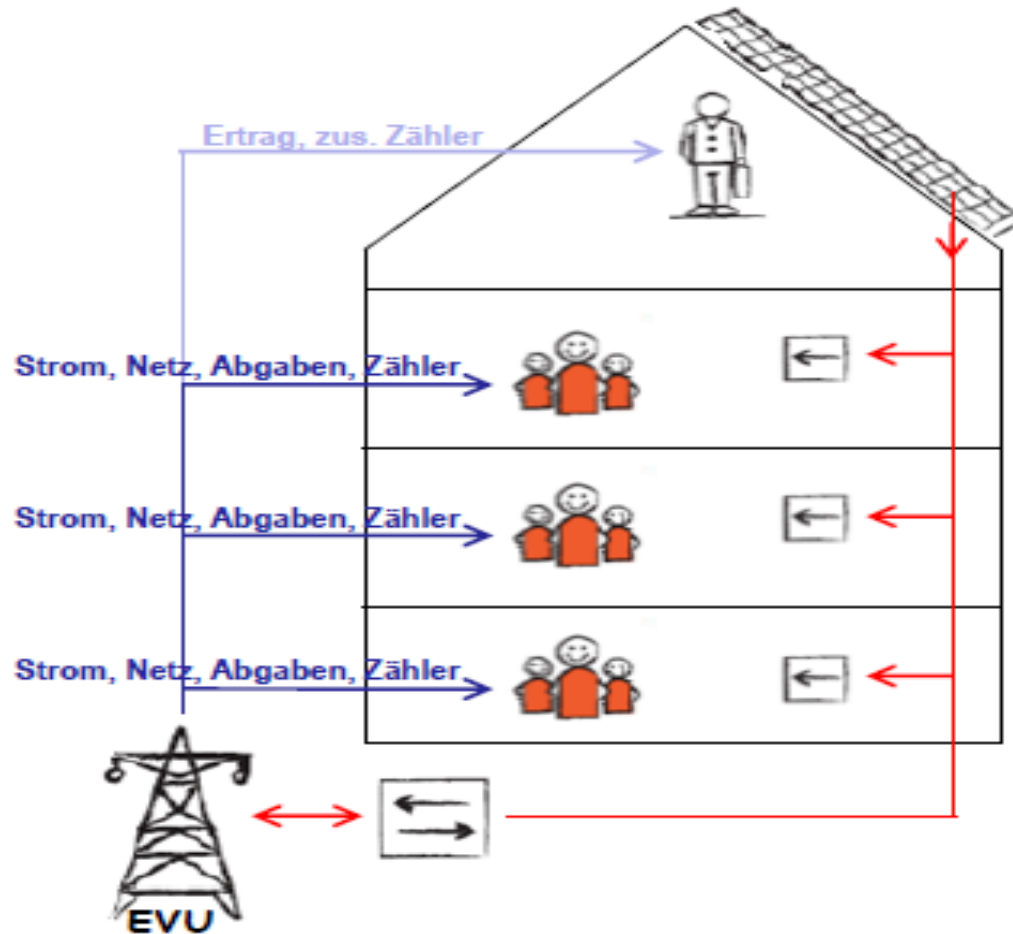 Ertrag, zus. Zähler
Strom, Netz, Abgaben, Zähler
Strom, Netz, Abgaben, Zähler
Strom, Netz, Abgaben, Zähler
EVU